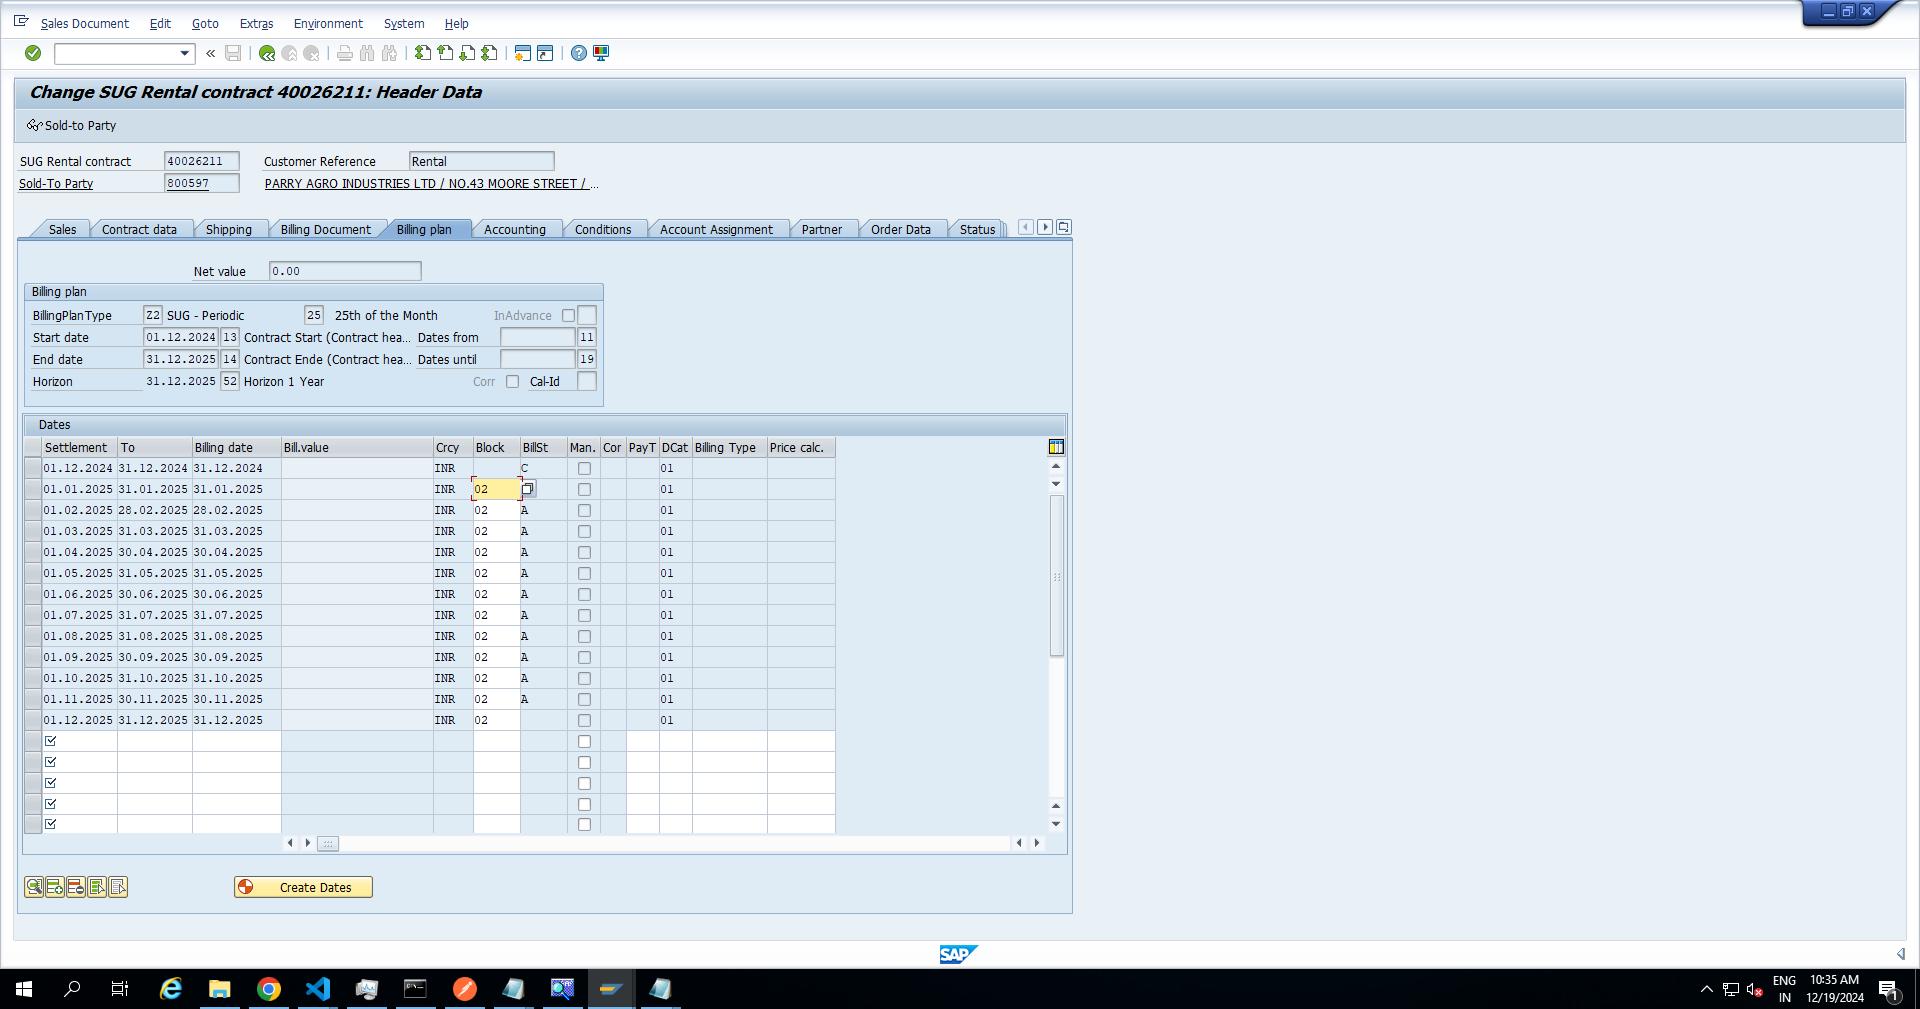 Sales Document Edit Goto Extras Environment System Help
Change SUG Rental contract 40026211: Header Data
Sold-to Party
SUG Rental contract 40026211 Customer Reference Rental
Sold-To Party 800597 PARRY AGRO INDUSTRIES LTD / NO.43 MOORE STREET / ...
Sales Contract data Shipping Billing Document Billing plan Accounting Conditions Account Assignment Partner Order Data Status
Net value 0.00
Billing plan
BillingPlanType Z2 SUG - Periodic 25 25th of the Month InAdvance
Start date 01.12.2024 13 Contract Start (Contract hea... Dates from 11
End date 31.12.2025 14 Contract Ende (Contract hea... Dates until 19
Horizon 31.12.2025 52 Horizon 1 Year Corr Cal-Id
Dates
Settlement To Billing date Bill.value Crcy Block BillSt Man. Cor PayT DCat Billing Type Price calc.
01.12.2024 31.12.2024 31.12.2024 INR C 01
01.01.2025 31.01.2025 31.01.2025 INR 02 01
01.02.2025 28.02.2025 28.02.2025 INR 02 A 01
01.03.2025 31.03.2025 31.03.2025 INR 02 A 01
01.04.2025 30.04.2025 30.04.2025 INR 02 A 01
01.05.2025 31.05.2025 31.05.2025 INR 02 A 01
01.06.2025 30.06.2025 30.06.2025 INR 02 A 01
01.07.2025 31.07.2025 31.07.2025 INR 02 A 01
01.08.2025 31.08.2025 31.08.2025 INR 02 A 01
01.09.2025 30.09.2025 30.09.2025 INR 02 A 01
01.10.2025 31.10.2025 31.10.2025 INR 02 A 01
01.11.2025 30.11.2025 30.11.2025 INR 02 A 01
01.12.2025 31.12.2025 31.12.2025 INR 02 01
Create Dates
SAP
ENG 10:35 AM
IN 12/19/2024 1